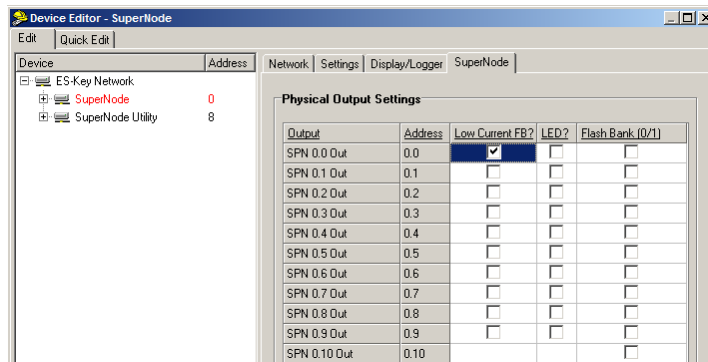 Device Editor - SuperNode
Edit Quick Edit
Device Address
ES-Key Network
SuperNode 0
SuperNode Utility 8
Network Settings Display/Logger SuperNode
Physical Output Settings
Output Address Low Current FB? LED? Flash Bank (0/1)
SPN 0.0 Out 0.0
SPN 0.1 Out 0.1
SPN 0.2 Out 0.2
SPN 0.3 Out 0.3
SPN 0.4 Out 0.4
SPN 0.5 Out 0.5
SPN 0.6 Out 0.6
SPN 0.7 Out 0.7
SPN 0.8 Out 0.8
SPN 0.9 Out 0.9
SPN 0.10 Out 0.10